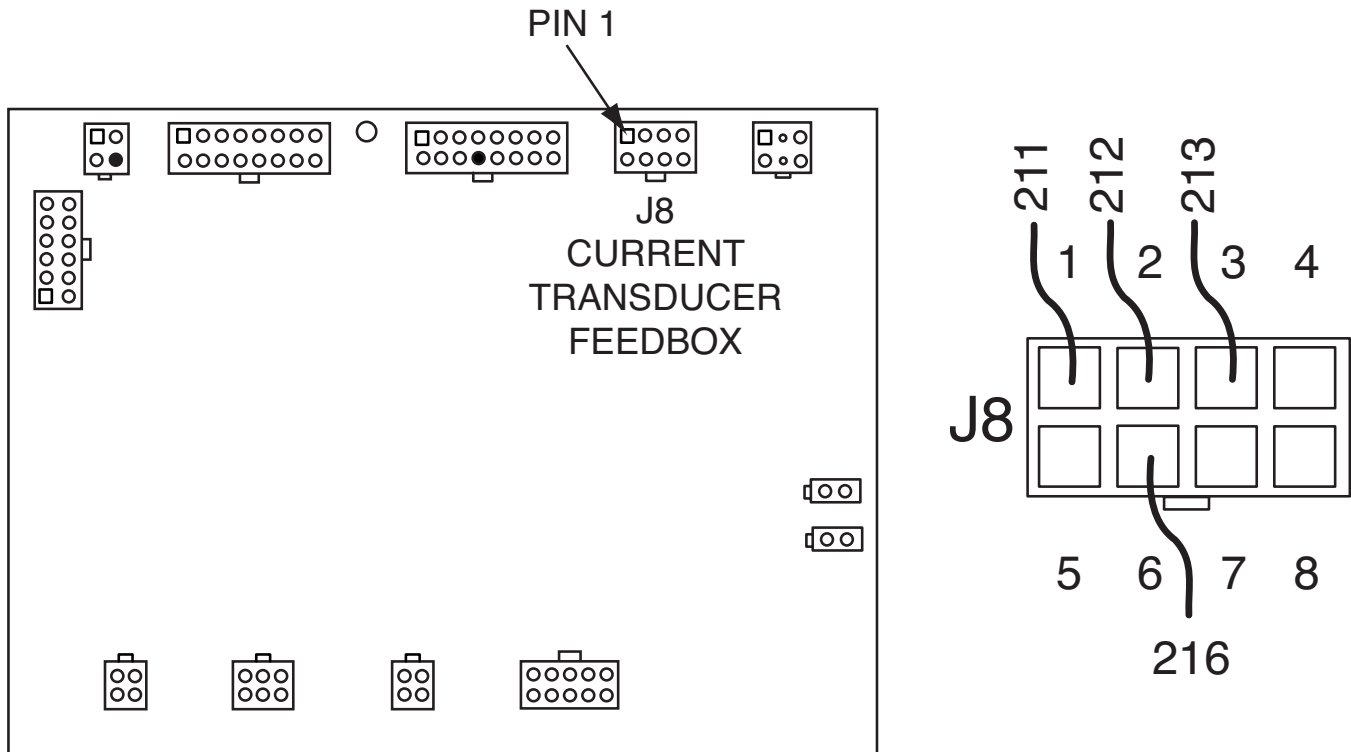 PIN 1
J8
CURRENT
TRANSDUCER
FEEDBOX
211
212
213
1 2 3 4
J8
5 6 7 8
216